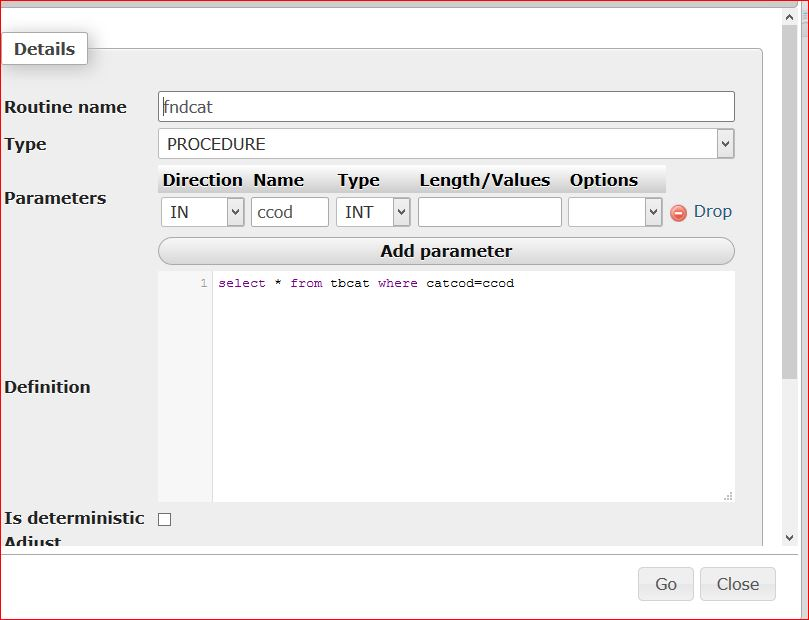 Details
Routine name fndcat
Type PROCEDURE
Parameters
Direction Name Type Length/Values Options
IN ccod INT Drop
Add parameter
1 select * from tbcat where catcod=ccod
Definition
Is deterministic
Adjust
Go Close